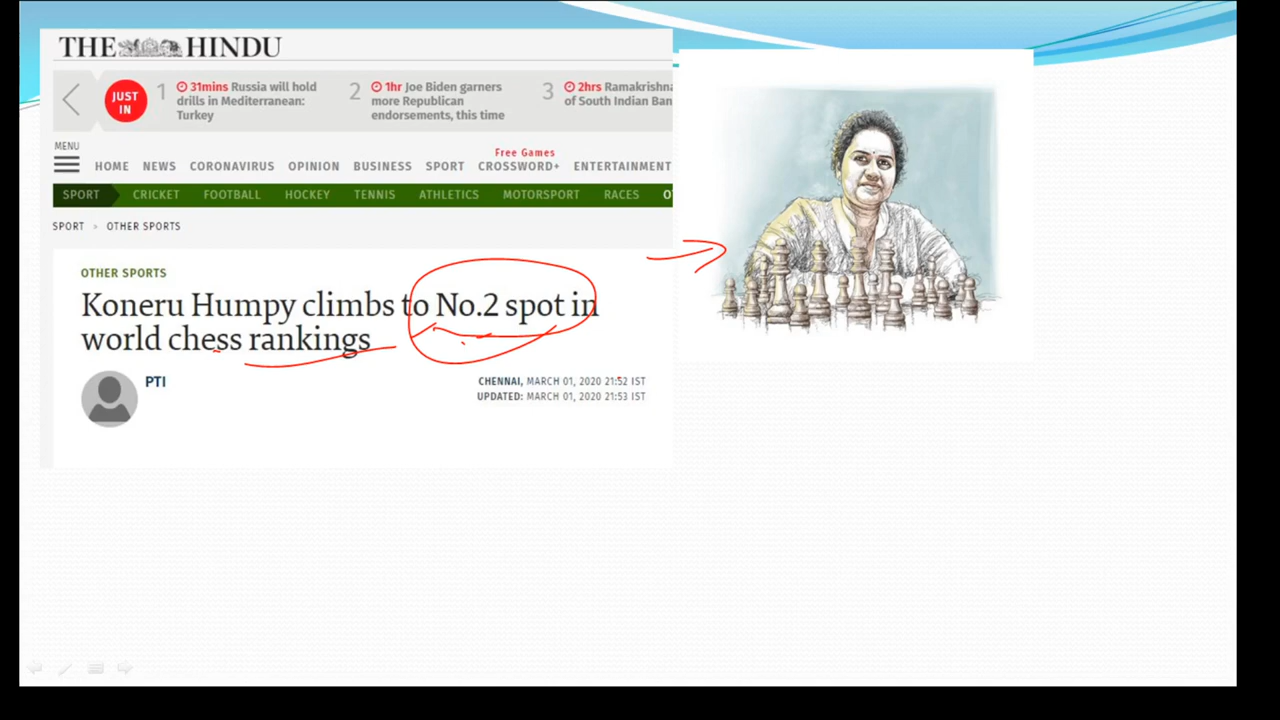 THE HINDU
JUST IN
1 31mins Russia will hold
drills in Mediterranean:
Turkey
2 1hr Joe Biden garners
more Republican
endorsements, this time
3 2hrs Ramakrishna
of South Indian Ban
MENU
Free Games
HOME NEWS CORONAVIRUS OPINION BUSINESS SPORT CROSSWORD+ ENTERTAINMENT
SPORT CRICKET FOOTBALL HOCKEY TENNIS ATHLETICS MOTORSPORT RACES O
SPORT > OTHER SPORTS
OTHER SPORTS
Koneru Humpy climbs to No.2 spot in
world chess rankings
PTI
CHENNAI, MARCH 01, 2020 21:52 IST
UPDATED: MARCH 01, 2020 21:53 IST